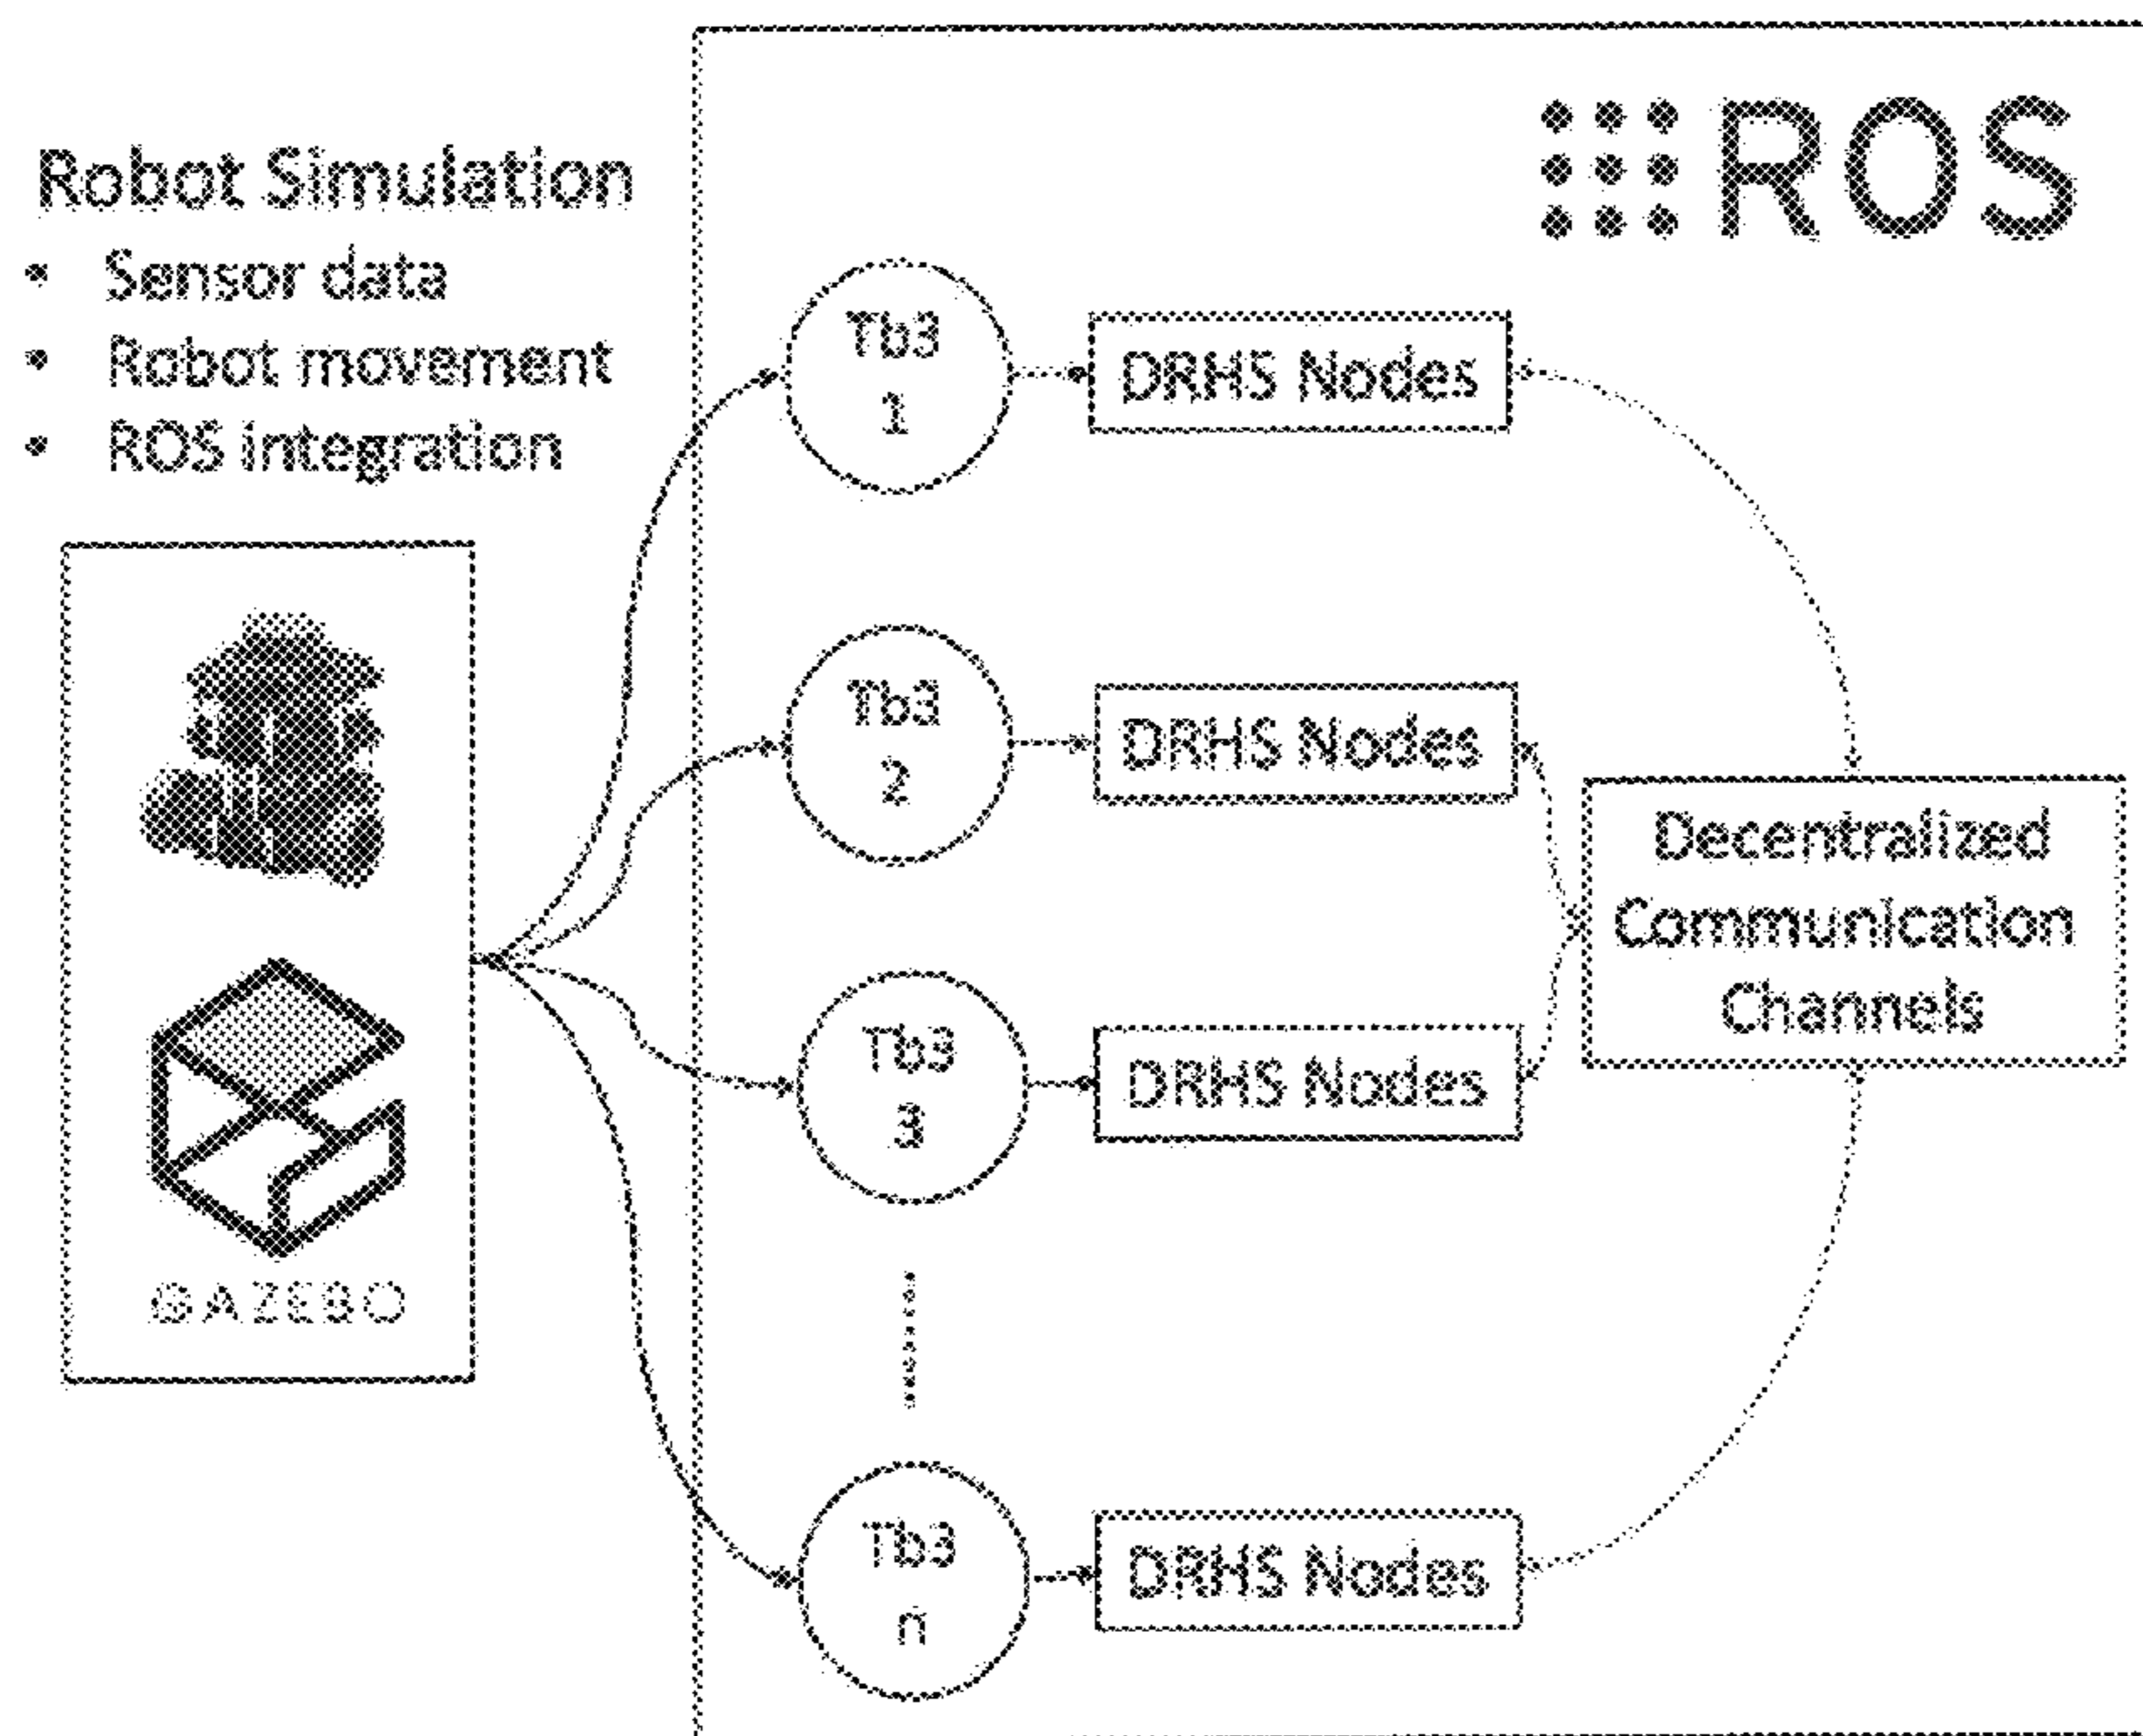 ROS
Robot Simulation
• Sensor data
• Robot movement
• ROS integration
GAZEBO
Tb3
1
DRHS Nodes
Tb3
2
DRHS Nodes
Tb3
3
DRHS Nodes
Tb3
n
DRHS Nodes
Decentralized
Communication
Channels